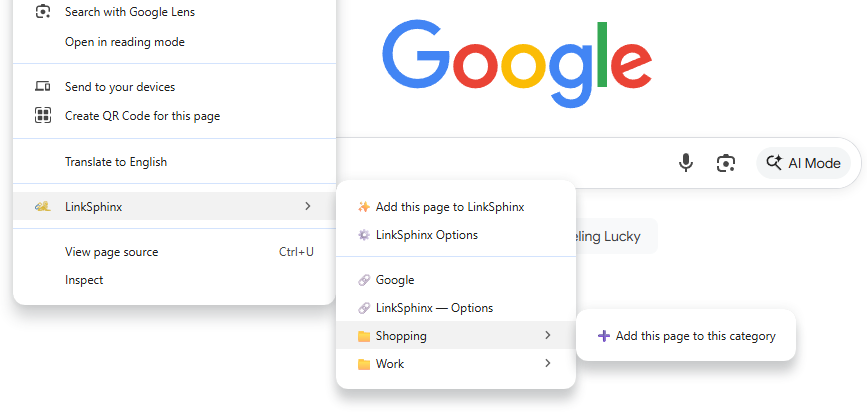 Search with Google Lens
Open in reading mode
Send to your devices
Create QR Code for this page
Translate to English
LinkSphinx
View page source Ctrl+U
Inspect
Google
AI Mode
eling Lucky
Add this page to LinkSphinx
LinkSphinx Options
Google
LinkSphinx — Options
Shopping
Work
Add this page to this category